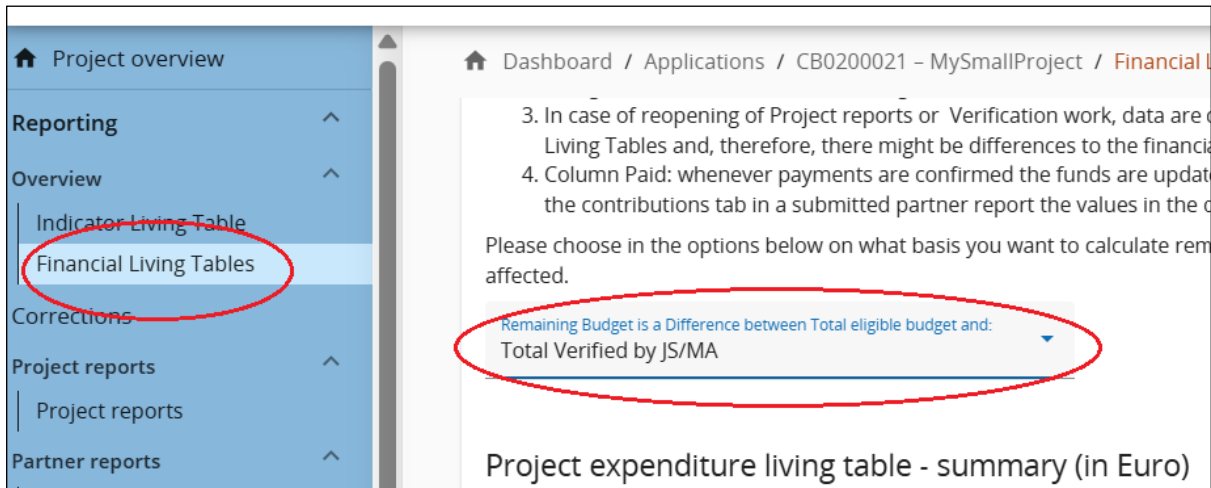 Project overview
Reporting
Overview
Indicator Living Table
Financial Living Tables
Corrections
Project reports
Project reports
Partner reports
Dashboard / Applications / CB0200021 – MySmallProject / Financial
3. In case of reopening of Project reports or Verification work, data are
Living Tables and, therefore, there might be differences to the
4. Column Paid: whenever payments are confirmed the funds are
the contributions tab in a submitted partner report the values in the
Please choose in the options below on what basis you want to calculate
affected.
Remaining Budget is a Difference between Total eligible budget and:
Total Verified by JS/MA
Project expenditure living table - summary (in Euro)